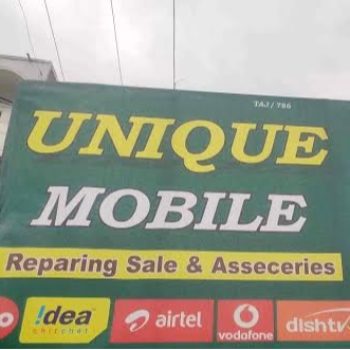 TAJ / 786
UNIQUE
MOBILE
Reparing Sale & Asseceries
!dea airtel vodafone dishtv